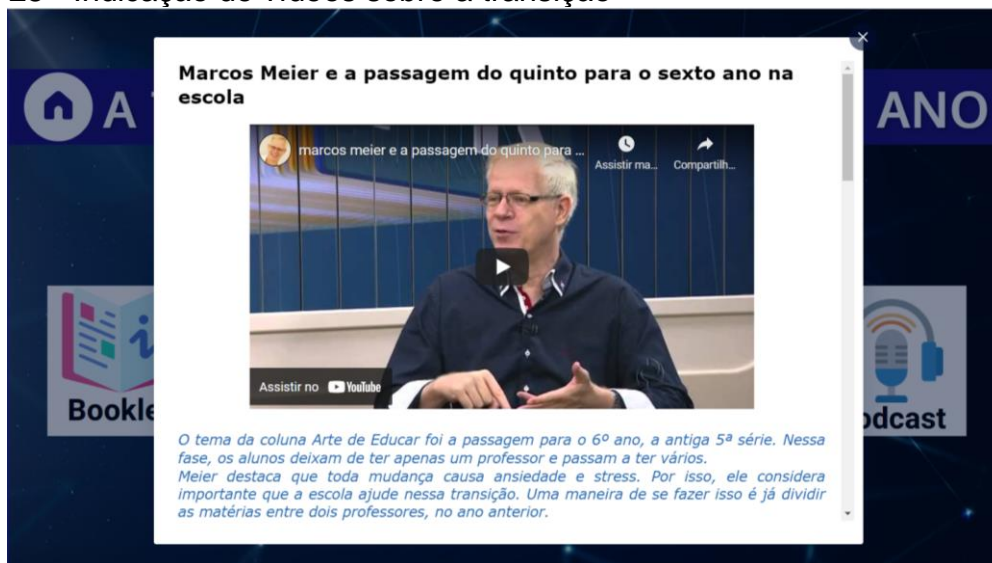 Marcos Meier e a passagem do quinto para o sexto ano na
escola
A
ANO
marcos meier e a passagem do quinto para ...
Assistir ma...
Compartilh...
Assistir no YouTube
Bookle
odcast
O tema da coluna Arte de Educar foi a passagem para o 6º ano, a antiga 5ª série. Nessa
fase, os alunos deixam de ter apenas um professor e passam a ter vários.
Meier destaca que toda mudança causa ansiedade e stress. Por isso, ele considera
importante que a escola ajude nessa transição. Uma maneira de se fazer isso é já dividir
as matérias entre dois professores, no ano anterior.